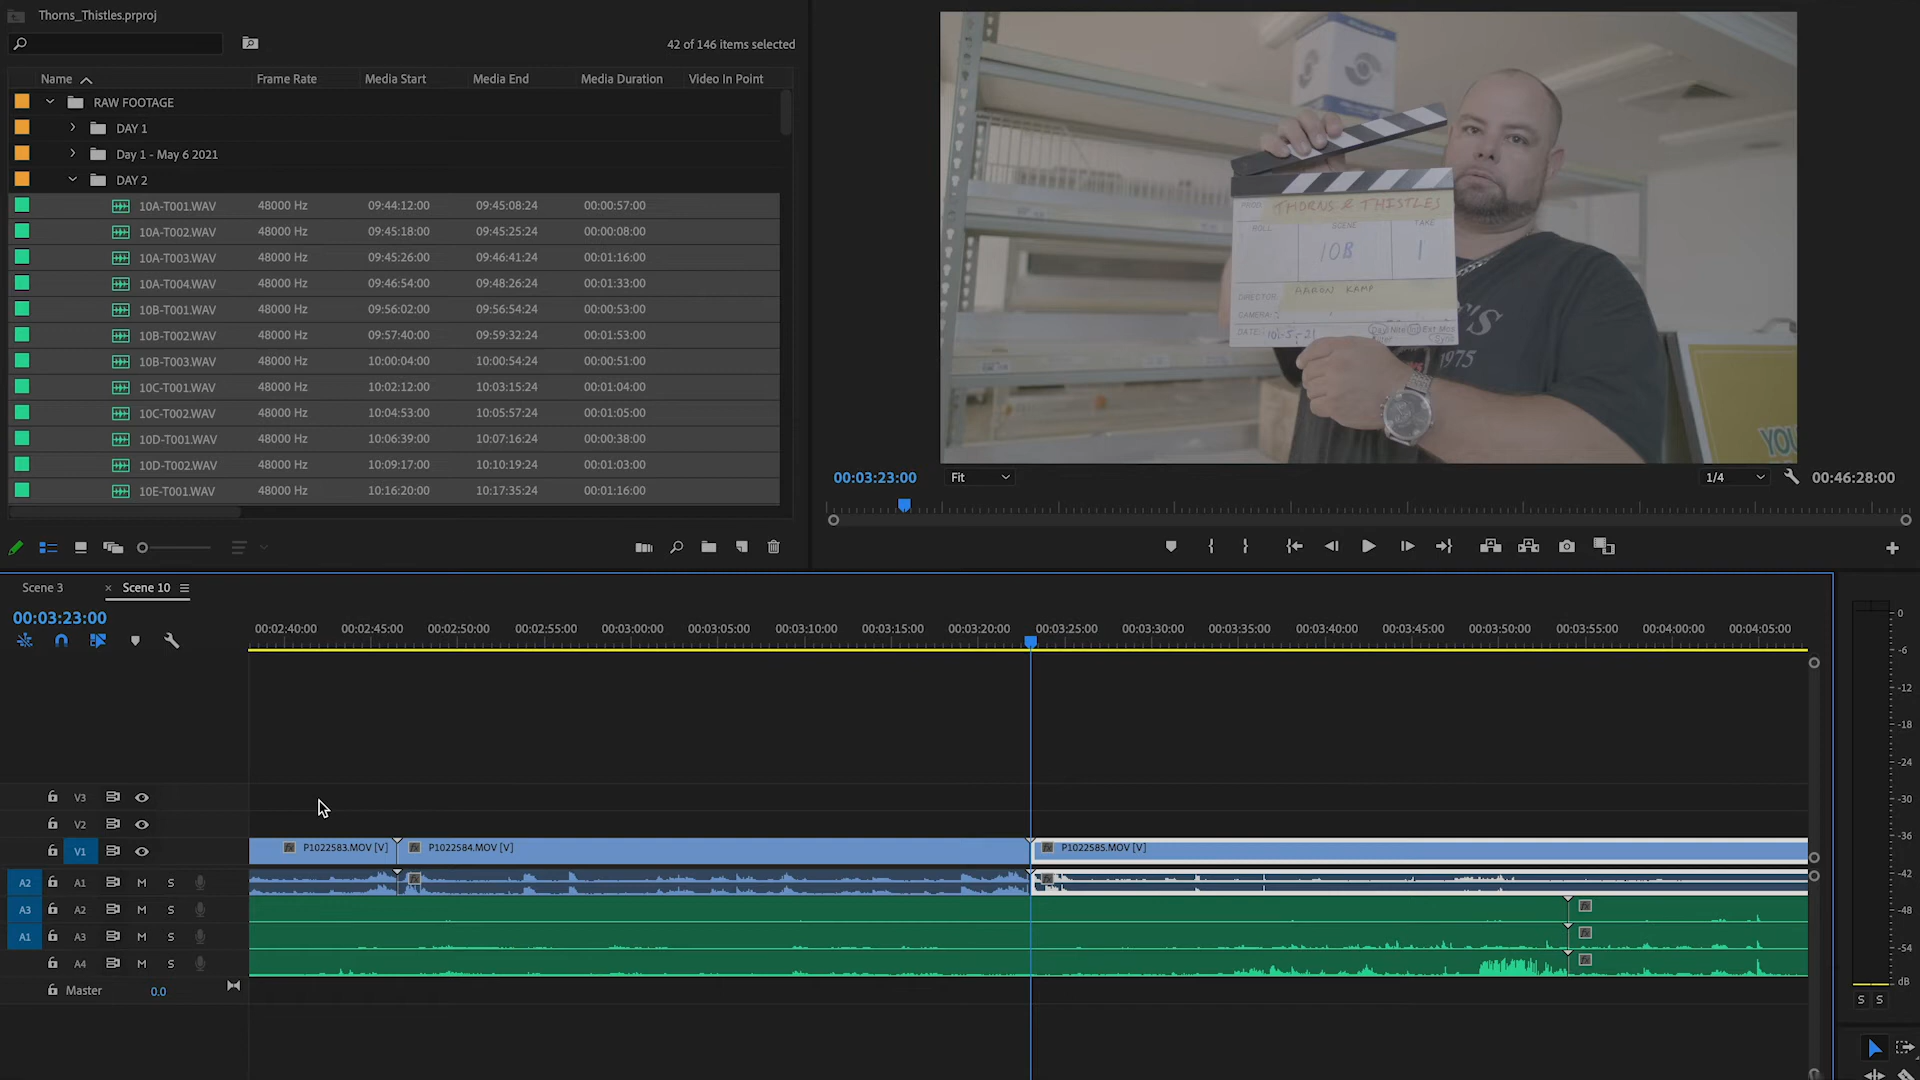 Thorns_Thistles.prproj
42 of 146 items selected
Name Frame Rate Media Start Media End Media Duration Video In Point
RAW FOOTAGE
DAY 1
Day 1 - May 6 2021
DAY 2
10A-T001.WAV 48000 Hz 09:44:12:00 09:45:08:24 00:00:57:00
10A-T002.WAV 48000 Hz 09:45:18:00 09:45:25:24 00:00:08:00
10A-T003.WAV 48000 Hz 09:45:26:00 09:46:41:24 00:01:16:00
10A-T004.WAV 48000 Hz 09:46:54:00 09:48:26:24 00:01:33:00
10B-T001.WAV 48000 Hz 09:56:02:00 09:56:54:24 00:00:53:00
10B-T002.WAV 48000 Hz 09:57:40:00 09:59:32:24 00:01:53:00
10B-T003.WAV 48000 Hz 10:00:04:00 10:00:54:24 00:00:51:00
10C-T001.WAV 48000 Hz 10:02:12:00 10:03:15:24 00:01:04:00
10C-T002.WAV 48000 Hz 10:04:53:00 10:05:57:24 00:01:05:00
10D-T001.WAV 48000 Hz 10:06:39:00 10:07:16:24 00:00:38:00
10D-T002.WAV 48000 Hz 10:09:17:00 10:10:19:24 00:01:03:00
10E-T001.WAV 48000 Hz 10:16:20:00 10:17:35:24 00:01:16:00
PROD. THORNS & THISTLES
ROLL SCENE TAKE
10B 1
DIRECTOR: AARON KAMP
CAMERA:
DATE: 10-5-21
'S
1975
YOU
00:03:23:00 Fit 1/4 00:46:28:00
Scene 3 × Scene 10
00:03:23:00
00:02:40:00 00:02:45:00 00:02:50:00 00:02:55:00 00:03:00:00 00:03:05:00 00:03:10:00 00:03:15:00 00:03:20:00 00:03:25:00 00:03:30:00 00:03:35:00 00:03:40:00 00:03:45:00 00:03:50:00 00:03:55:00 00:04:00:00 00:04:05:00
V3
V2
V1 P1022583.MOV [V] P1022584.MOV [V] P1022585.MOV [V]
A2 A1 M S
A3 A2 M S
A1 A3 M S
A4 M S
Master 0.0
0
-6
-12
-18
-24
-30
-36
-42
-48
-54
dB
S S